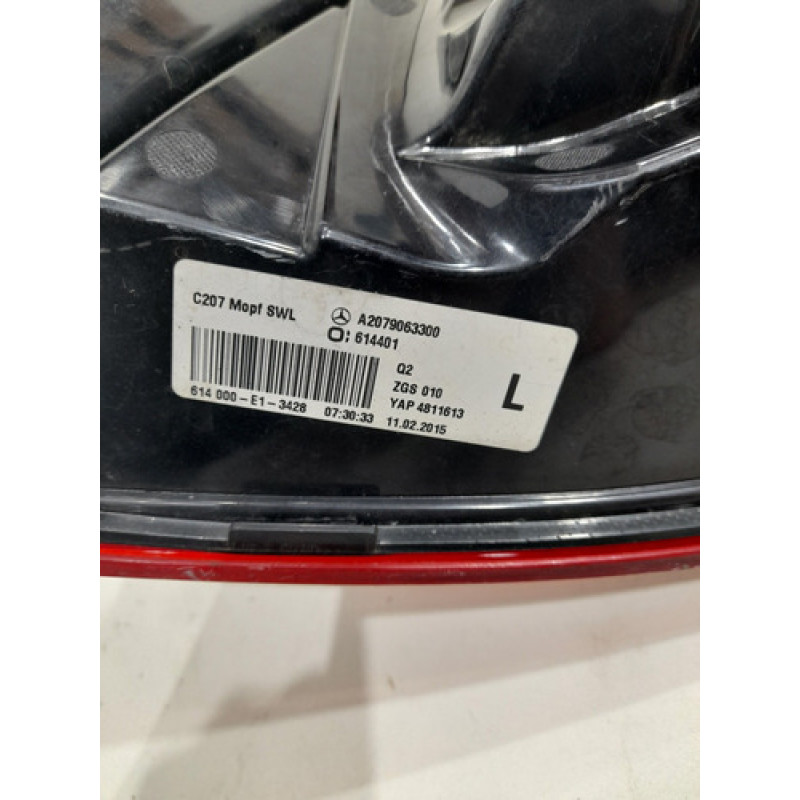 C207 Mopf SWL
A2079063300
O: 614401
Q2
ZGS 010
YAP 4811613
L
614 000-E1-3428 07:30:33 11.02.2015